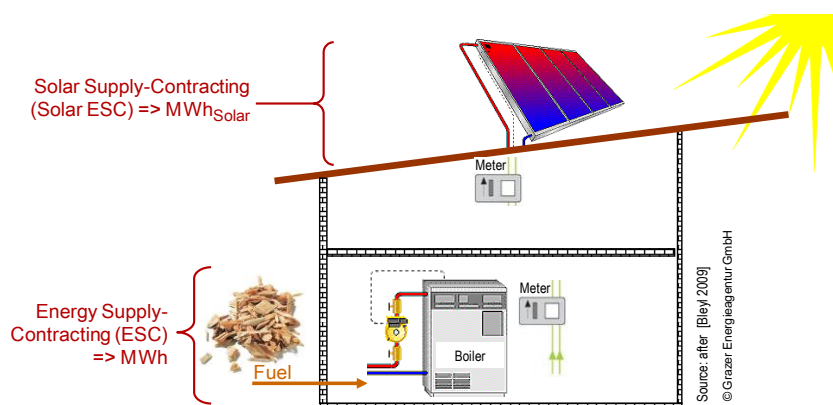 Solar Supply-Contracting
(Solar ESC) => MWhSolar
Meter
Energy Supply-
Contracting (ESC)
=> MWh
Fuel
Boiler
Meter
Source: after [Bleyl 2009]
© Grazer Energieagentur GmbH